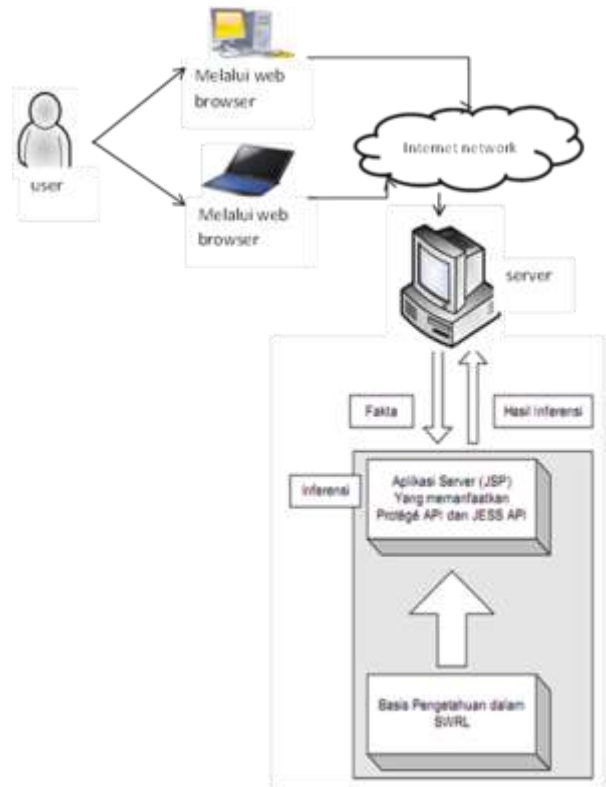 Melalui web
browser
user
Melalui web
browser
Internet network
server
Fakta
Hasil Inferensi
Inferensi
Aplikasi Server (JSP)
Yang memanfaatkan
Protégé API dan JESS API
Basis Pengetahuan dalam
SWRL